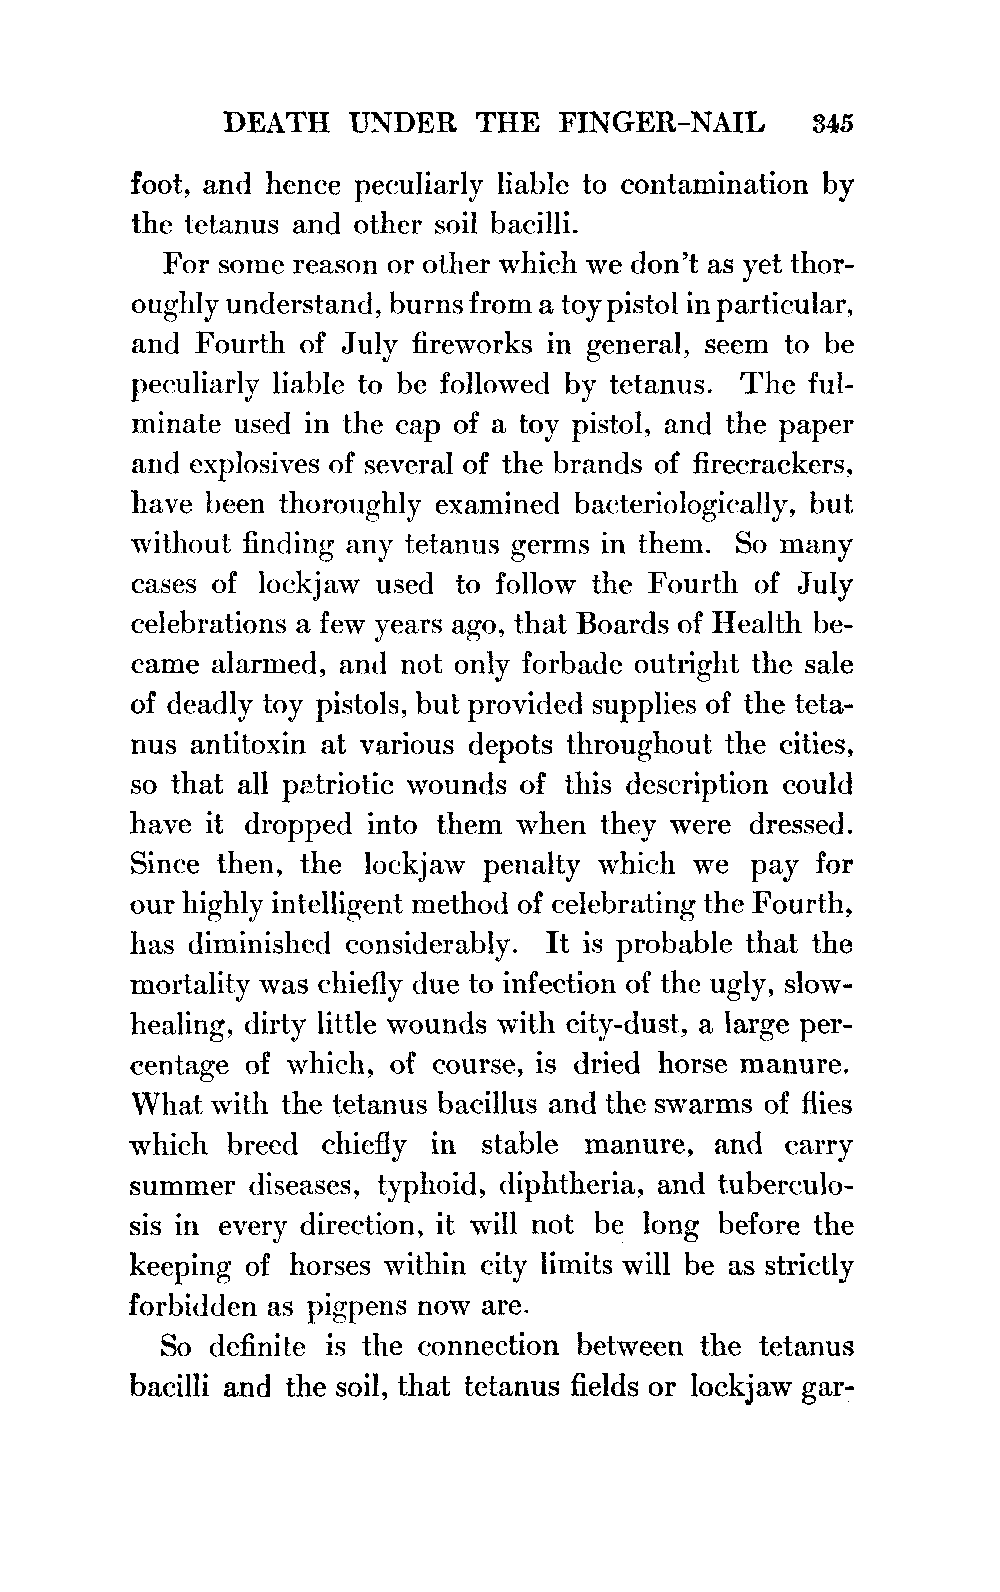 DEATH UNDER THE FINGER-NAIL 345
foot, and hence peculiarly liable to contamination by
the tetanus and other soil bacilli.
For some reason or other which we don't as yet thor-
oughly understand, burns from a toy pistol in particular,
and Fourth of July fireworks in general, seem to be
peculiarly liable to be followed by tetanus. The ful-
minate used in the cap of a toy pistol, and the paper
and explosives of several of the brands of firecrackers,
have been thoroughly examined bacteriologically, but
without finding any tetanus germs in them. So many
cases of lockjaw used to follow the Fourth of July
celebrations a few years ago, that Boards of Health be-
came alarmed, and not only forbade outright the sale
of deadly toy pistols, but provided supplies of the teta-
nus antitoxin at various depots throughout the cities,
so that all patriotic wounds of this description could
have it dropped into them when they were dressed.
Since then, the lockjaw penalty which we pay for
our highly intelligent method of celebrating the Fourth,
has diminished considerably. It is probable that the
mortality was chiefly due to infection of the ugly, slow-
healing, dirty little wounds with city-dust, a large per-
centage of which, of course, is dried horse manure.
What with the tetanus bacillus and the swarms of flies
which breed chiefly in stable manure, and carry
summer diseases, typhoid, diphtheria, and tuberculo-
sis in every direction, it will not be long before the
keeping of horses within city limits will be as strictly
forbidden as pigpens now are.
So definite is the connection between the tetanus
bacilli and the soil, that tetanus fields or lockjaw gar-